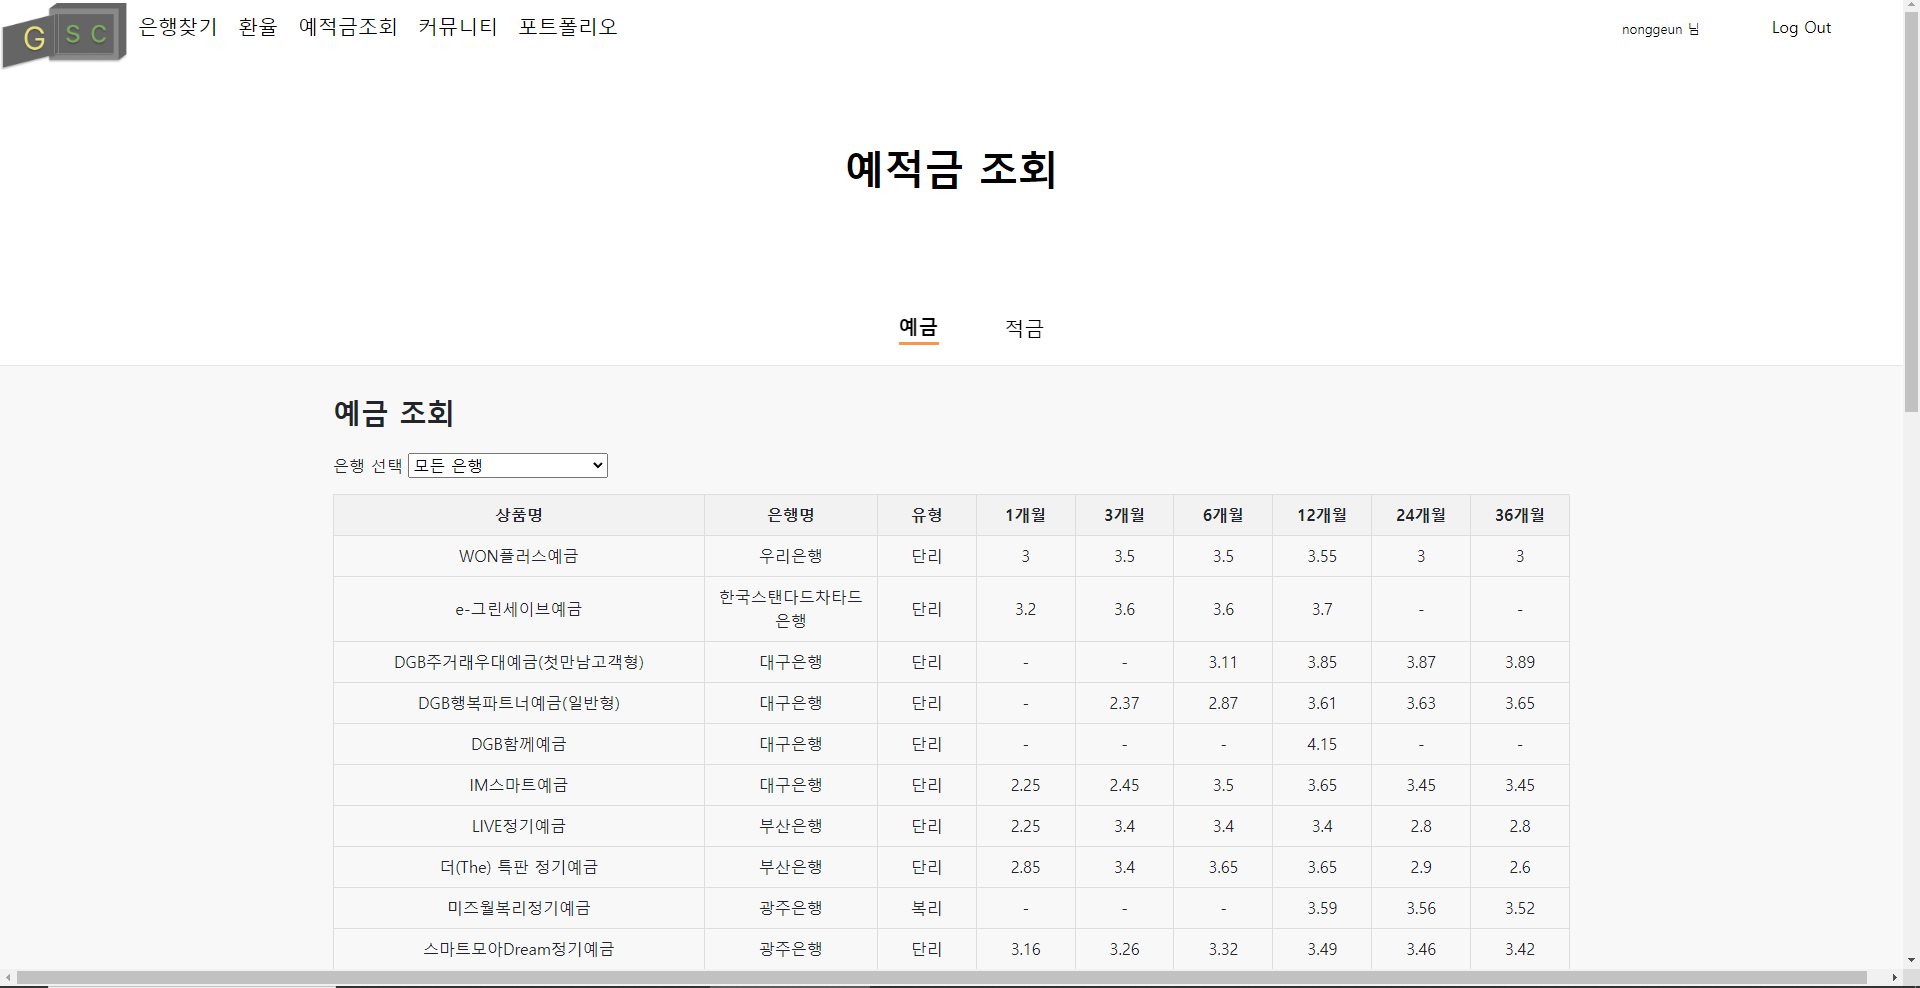 G S C 은행찾기 환율 예적금조회 커뮤니티 포트폴리오 nonggeun 님 Log Out
예적금 조회
예금 적금
예금 조회
은행 선택 모든 은행
상품명 은행명 유형 1개월 3개월 6개월 12개월 24개월 36개월
WON플러스예금 우리은행 단리 3 3.5 3.5 3.55 3 3
e-그린세이브예금 한국스탠다드차타드은행 단리 3.2 3.6 3.6 3.7 - -
DGB주거래우대예금(첫만남고객형) 대구은행 단리 - - 3.11 3.85 3.87 3.89
DGB행복파트너예금(일반형) 대구은행 단리 - 2.37 2.87 3.61 3.63 3.65
DGB함께예금 대구은행 단리 - - - 4.15 - -
IM스마트예금 대구은행 단리 2.25 2.45 3.5 3.65 3.45 3.45
LIVE정기예금 부산은행 단리 2.25 3.4 3.4 3.4 2.8 2.8
더(The) 특판 정기예금 부산은행 단리 2.85 3.4 3.65 3.65 2.9 2.6
미즈월복리정기예금 광주은행 복리 - - - 3.59 3.56 3.52
스마트모아Dream정기예금 광주은행 단리 3.16 3.26 3.32 3.49 3.46 3.42